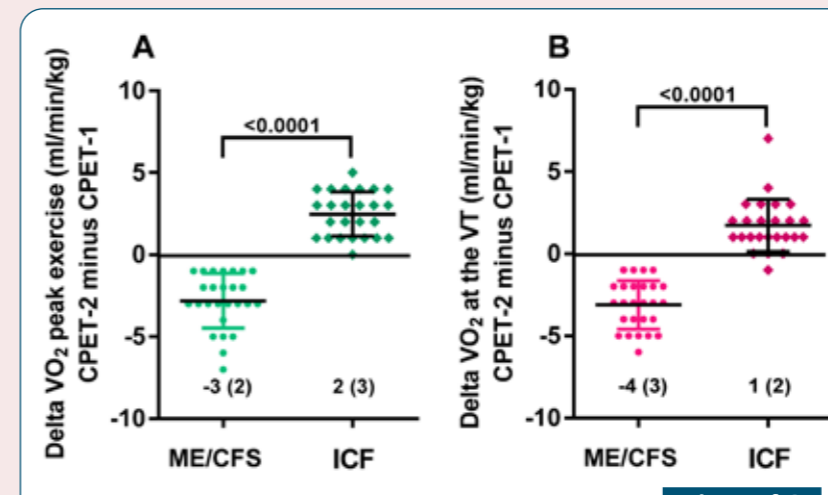 A
Delta VO₂ peak exercise (ml/min/kg)
CPET-2 minus CPET-1
10
5
0
-5
-10
<0.0001
-3 (2)
2 (3)
ME/CFS
ICF
B
Delta VO₂ at the VT (ml/min/kg)
CPET-2 minus CPET-1
10
5
0
-5
-10
<0.0001
-4 (3)
1 (2)
ME/CFS
ICF